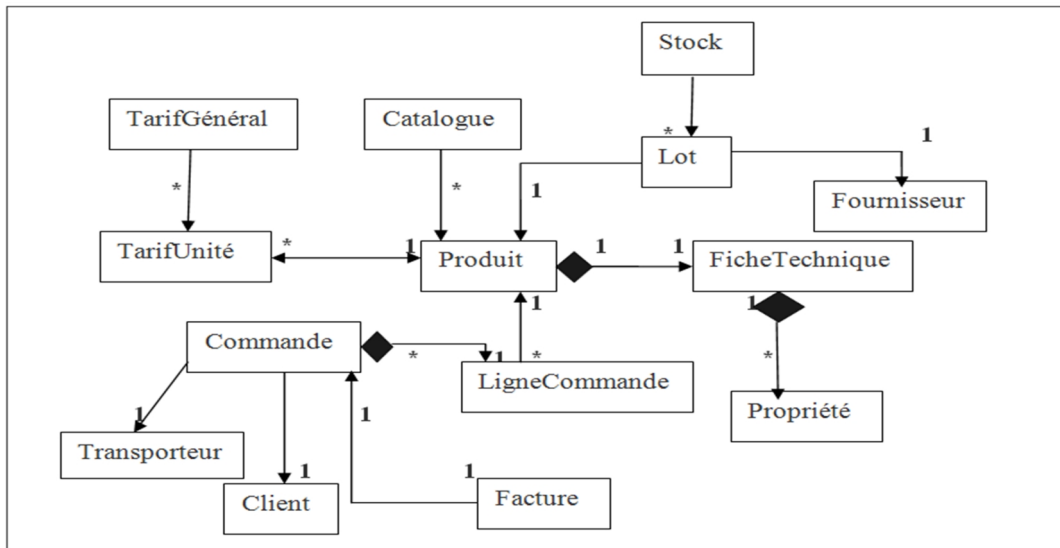 Stock
TarifGénéral
Catalogue
*
1
Lot
*
*
1
Fournisseur
TarifUnité
*
1
Produit
1
1
FicheTechnique
1
1
Commande
*
1
*
*
LigneCommande
Propriété
1
1
Transporteur
1
1
Client
Facture